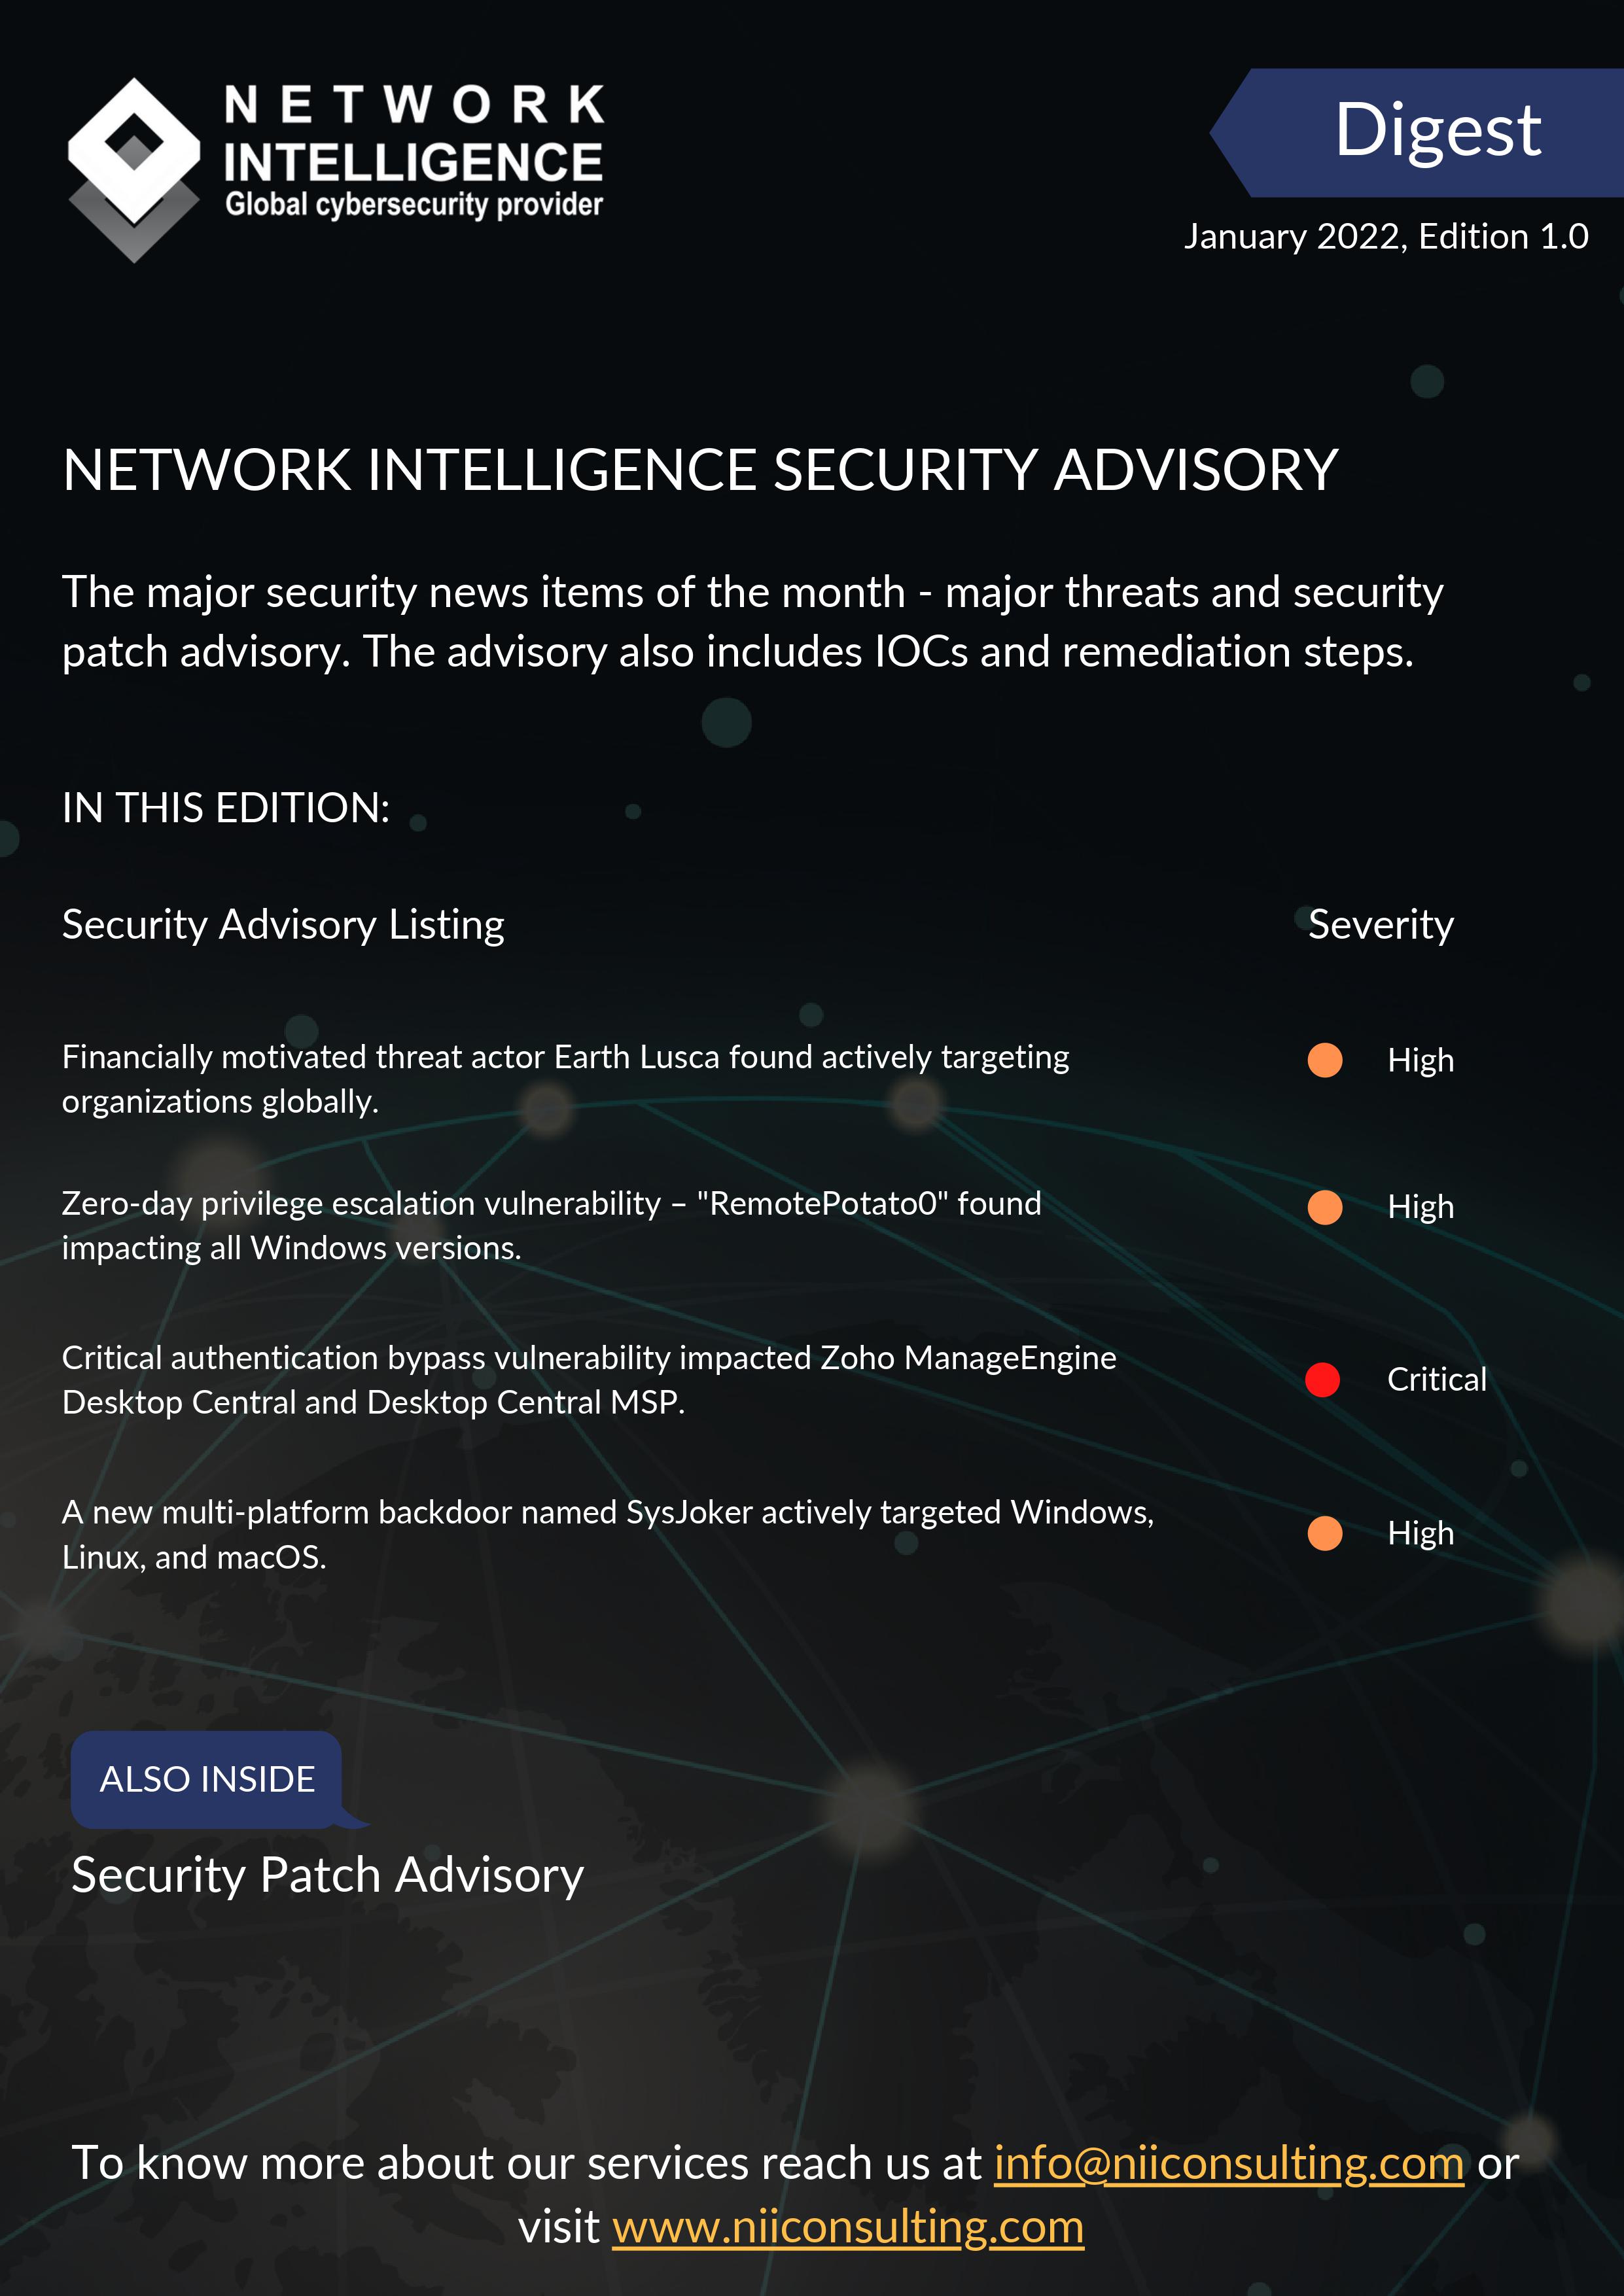 NETWORK
INTELLIGENCE
Global cybersecurity provider
Digest
January 2022, Edition 1.0
NETWORK INTELLIGENCE SECURITY ADVISORY
The major security news items of the month - major threats and security
patch advisory. The advisory also includes IOCs and remediation steps.
IN THIS EDITION:
Security Advisory Listing
Severity
Financially motivated threat actor Earth Lusca found actively targeting
organizations globally.
High
Zero-day privilege escalation vulnerability – "RemotePotato0" found
impacting all Windows versions.
High
Critical authentication bypass vulnerability impacted Zoho ManageEngine
Desktop Central and Desktop Central MSP.
Critical
A new multi-platform backdoor named SysJoker actively targeted Windows,
Linux, and macOS.
High
ALSO INSIDE
Security Patch Advisory
To know more about our services reach us at info@niiconsulting.com or
visit www.niiconsulting.com